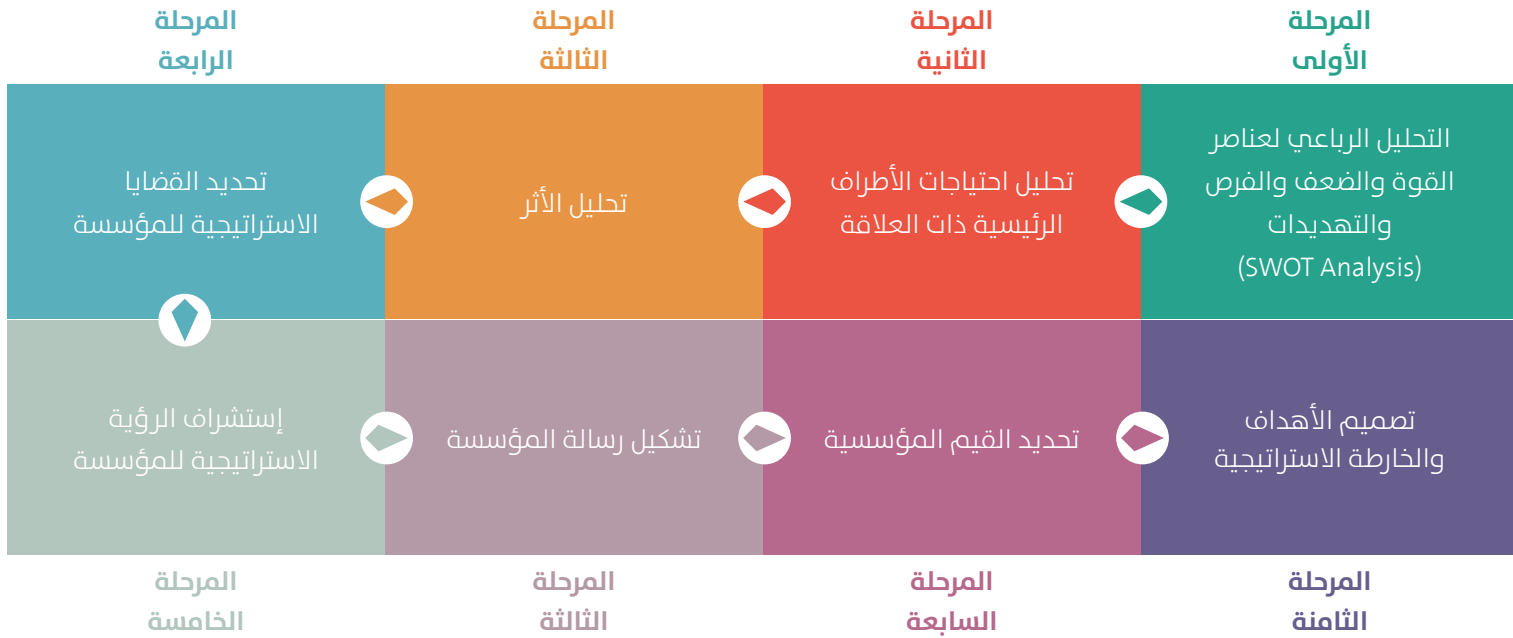 المرحلة
الأولى
المرحلة
الثانية
المرحلة
الثالثة
المرحلة
الرابعة
التحليل الرباعي لعناصر
القوة والضعف والفرص
والتهديدات
(SWOT Analysis)
تحليل احتياجات الأطراف
الرئيسية ذات العلاقة
تحليل الأثر
تحديد القضايا
الاستراتيجية للمؤسسة
إستشراف الرؤية
الاستراتيجية للمؤسسة
تشكيل رسالة المؤسسة
تحديد القيم المؤسسية
تصميم الأهداف
والخارطة الاستراتيجية
المرحلة
الخامسة
المرحلة
الثالثة
المرحلة
السابعة
المرحلة
الثامنة